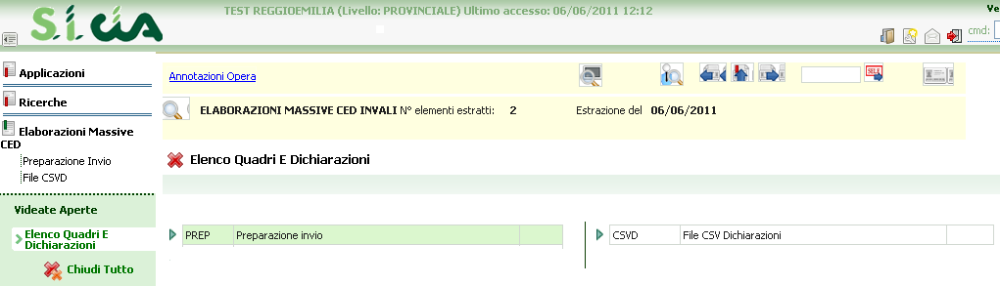 TEST REGGIOEMILIA (Livello: PROVINCIALE) Ultimo accesso: 06/06/2011 12:12
Ve
S.I. CIA
cmd:
Applicazioni
Ricerche
Elaborazioni Massive
CED
Preparazione Invio
File CSVD
Videate Aperte
Elenco Quadri E
Dichiarazioni
Chiudi Tutto
Annotazioni Opera
SELE
ELABORAZIONI MASSIVE CED INVALI N° elementi estratti: 2 Estrazione del 06/06/2011
Elenco Quadri E Dichiarazioni
PREP Preparazione invio
CSVD File CSV Dichiarazioni